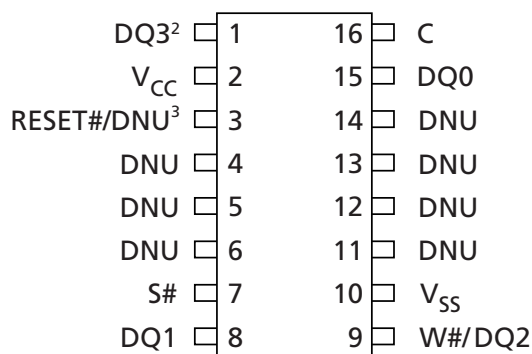 DQ3² 1 16 C
VCC 2 15 DQ0
RESET#/DNU³ 3 14 DNU
DNU 4 13 DNU
DNU 5 12 DNU
DNU 6 11 DNU
S# 7 10 VSS
DQ1 8 9 W#/DQ2